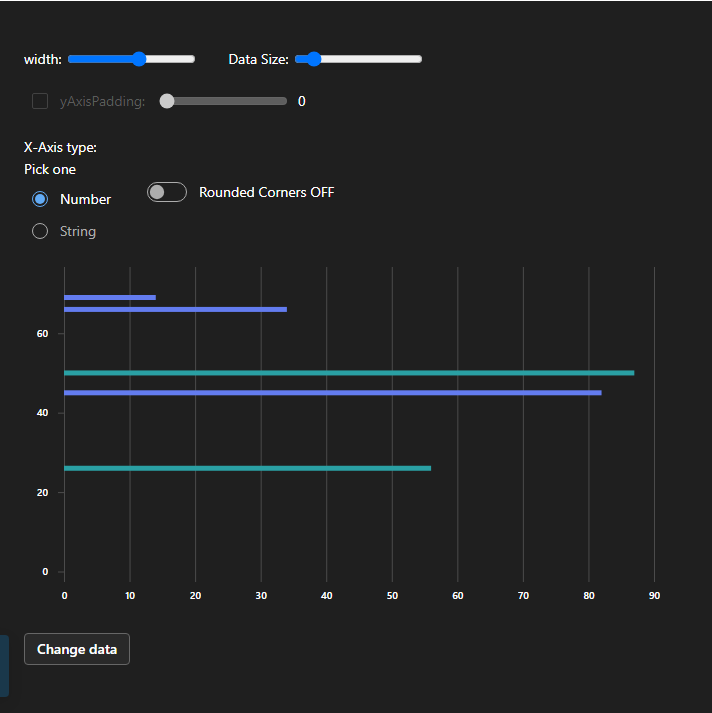 width: Data Size:
yAxisPadding: 0
X-Axis type:
Pick one
Number Rounded Corners OFF
String
60
40
20
0
0 10 20 30 40 50 60 70 80 90
Change data